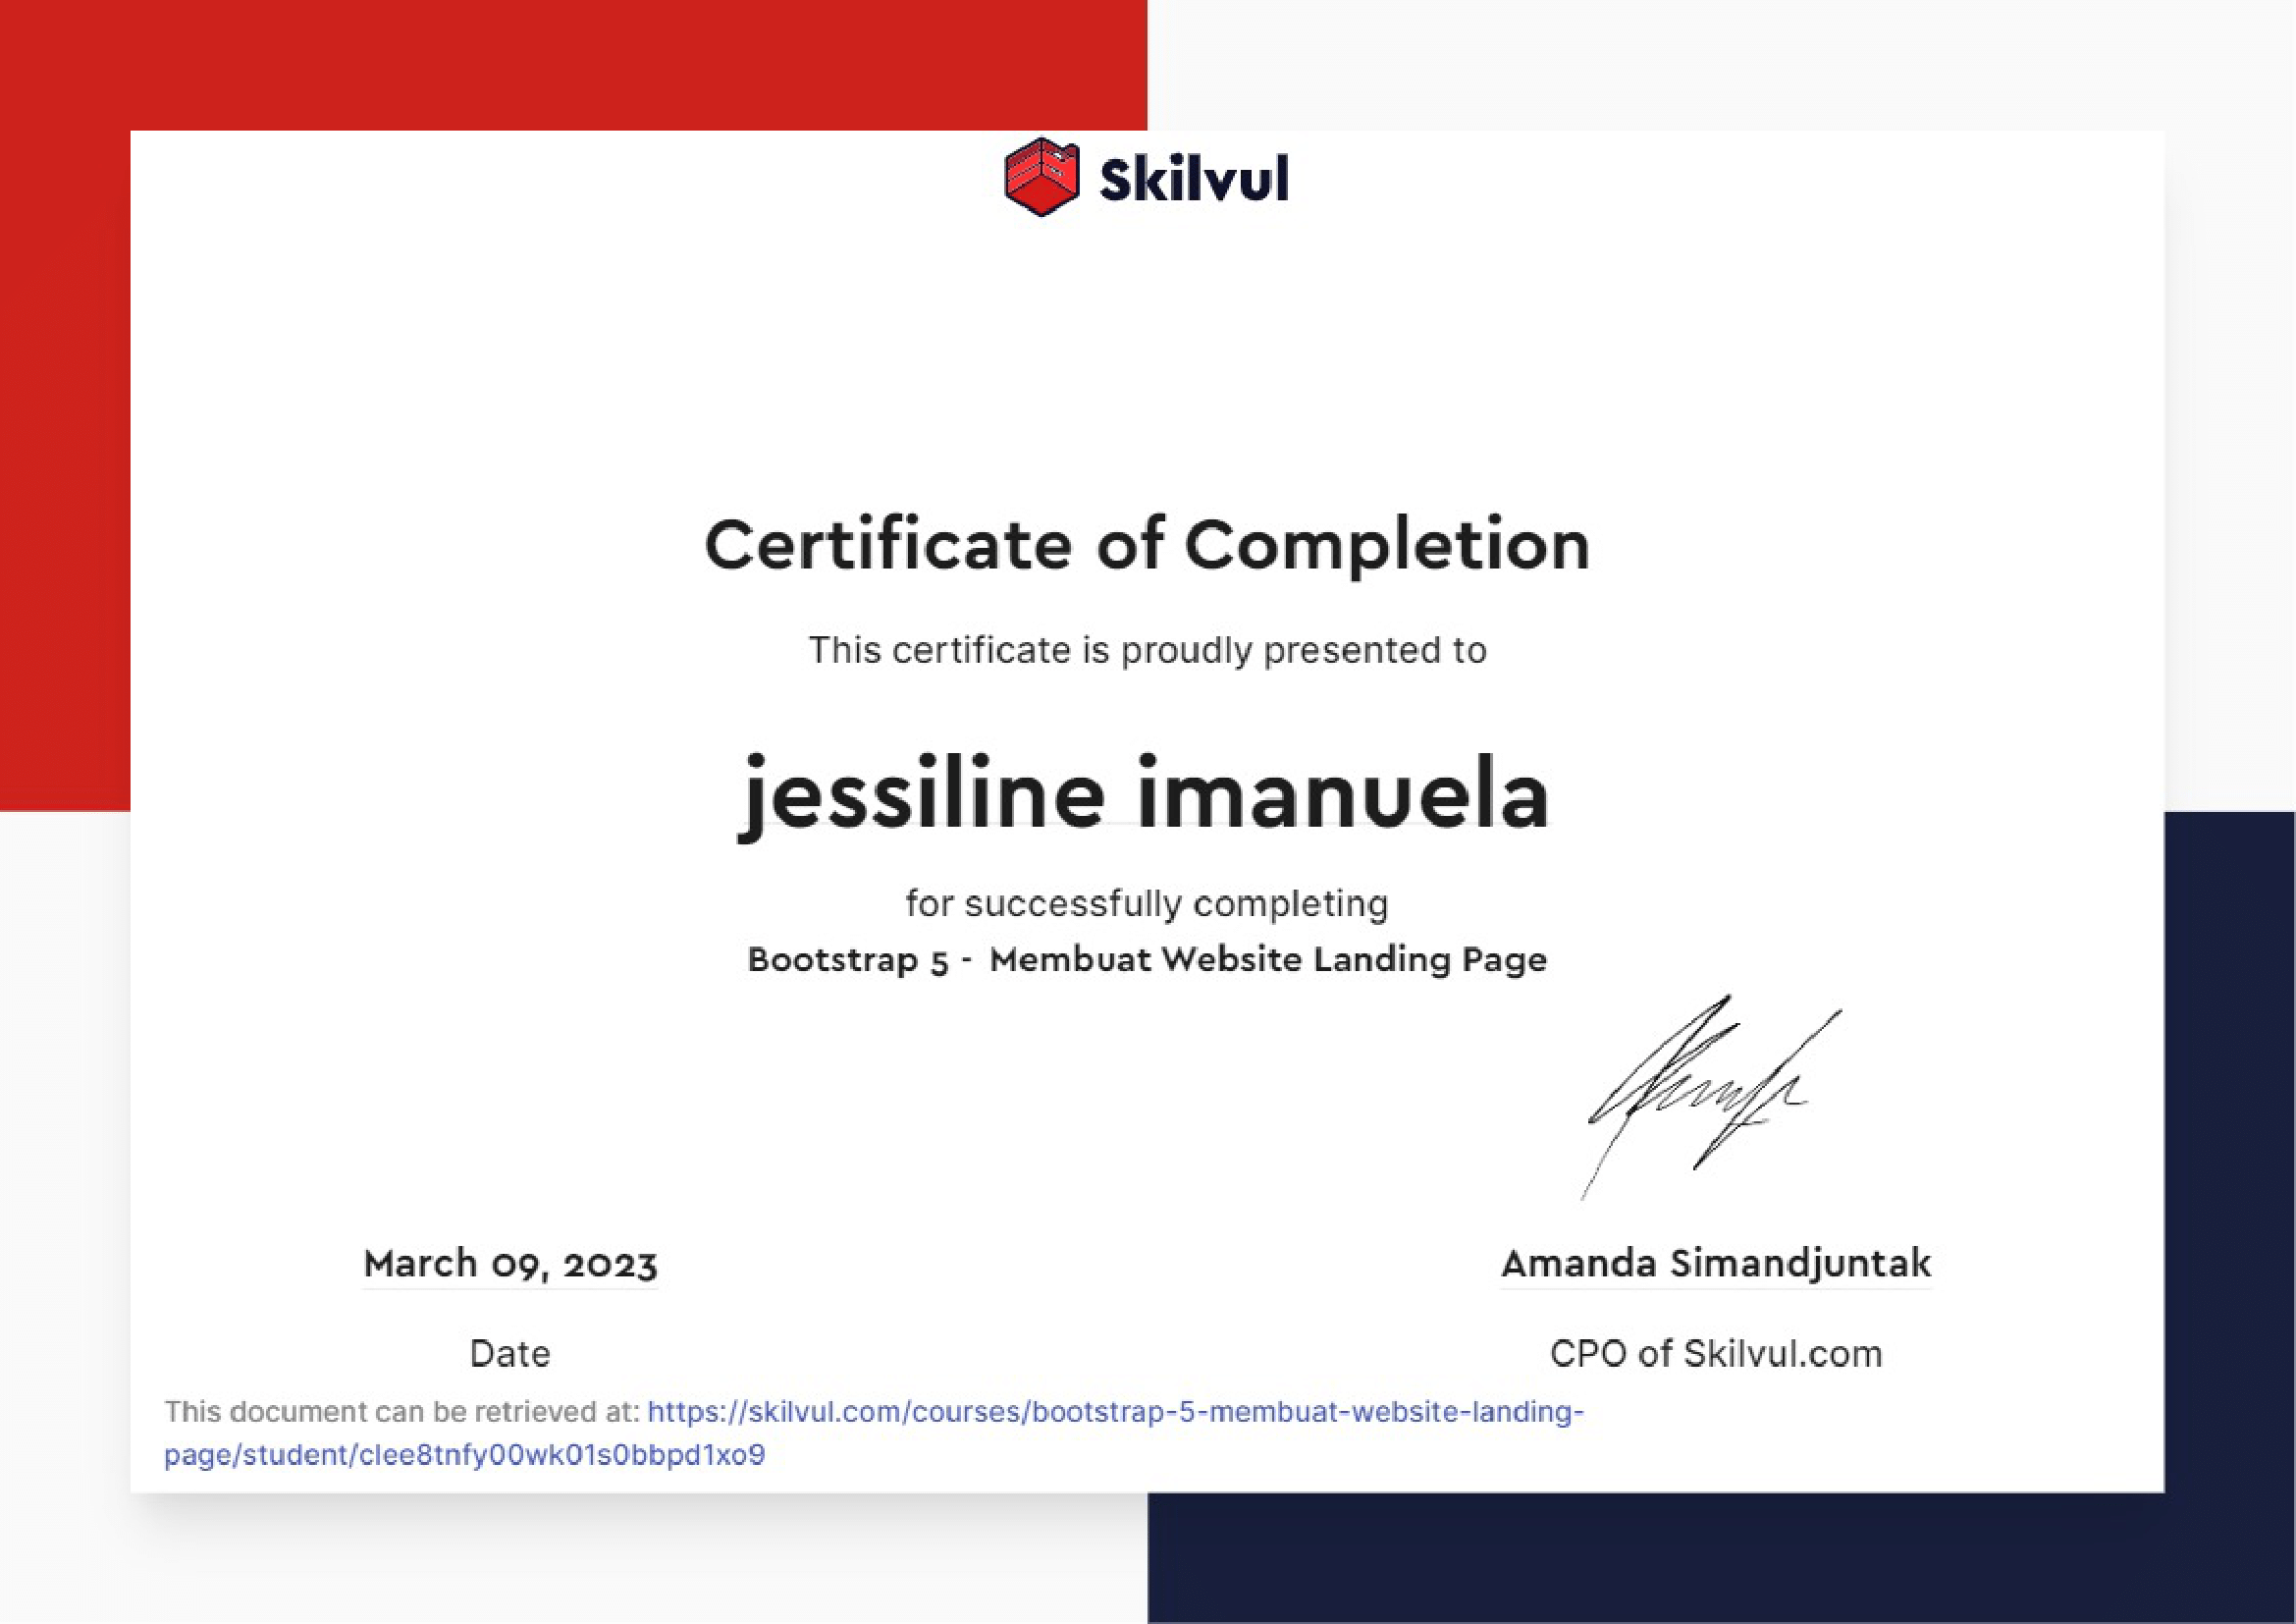 Skilvul
Certificate of Completion
This certificate is proudly presented to
jessiline imanuela
for successfully completing
Bootstrap 5 - Membuat Website Landing Page
March 09, 2023
Date
Amanda Simandjuntak
CPO of Skilvul.com
This document can be retrieved at: https://skilvul.com/courses/bootstrap-5-membuat-website-landing-
page/student/clee8tnfy00wk01s0bbpd1xo9